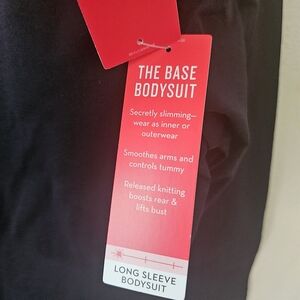 THE BASE
BODYSUIT
Secretly slimming—
wear as inner or
outerwear
Smoothes arms and
controls tummy
Released knitting
boosts rear &
lifts bust
LONG SLEEVE
BODYSUIT